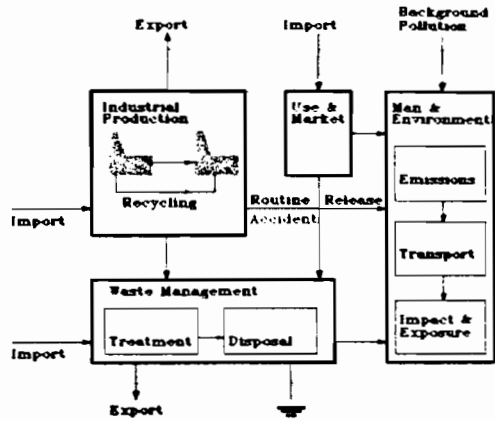 Export
Import
Background
Pollution
Industrial
Production
Recycling
Use &
Market
Man &
Environment
Emissions
Transport
Impact &
Exposure
Import
Routine Release
Accident
Waste Management
Treatment
Disposal
Import
Export